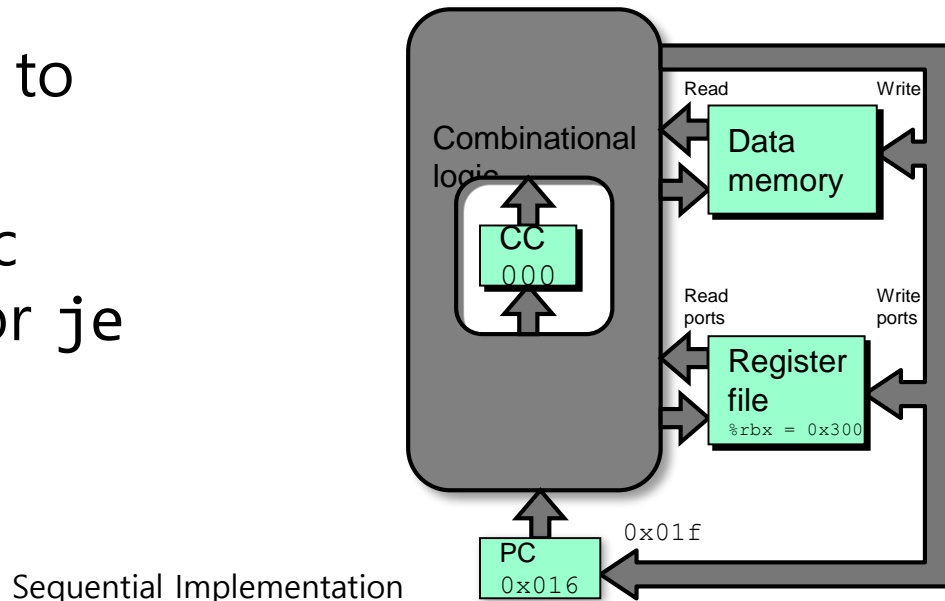 to
c
or je
Combinational
logic
CC
000
Read
Write
Data
memory
Read
ports
Write
ports
Register
file
%rbx = 0x300
0x01f
PC
0x016
Sequential Implementation